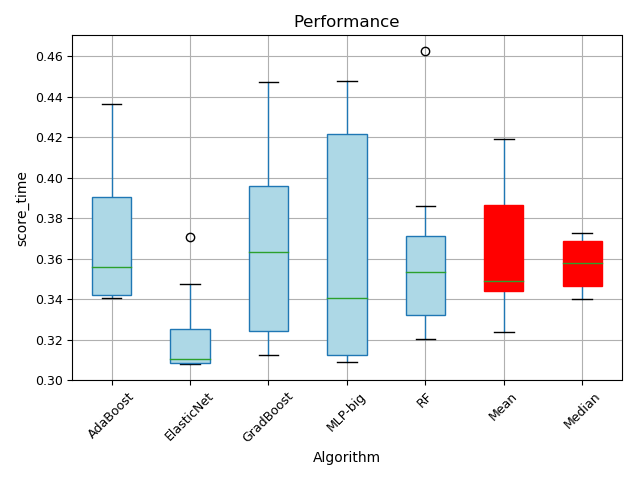 Performance
0.46
0.44
0.42
0.40
0.38
0.36
0.34
0.32
0.30
score_time
AdaBoost
ElasticNet
GradBoost
MLP-big
RF
Mean
Median
Algorithm